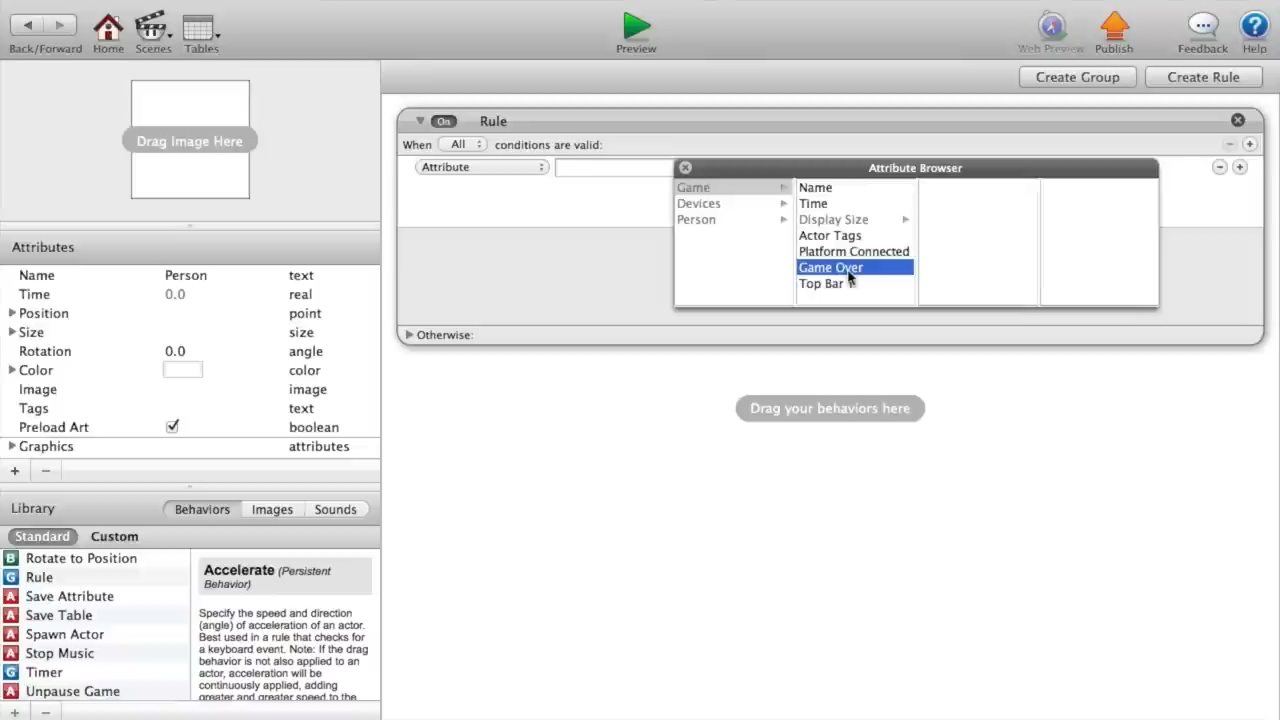 Back/Forward Home Scenes Tables Preview Web Preview Publish Feedback Help
Create Group Create Rule
Drag Image Here
On Rule
When All conditions are valid:
Attribute
Attribute Browser
Game Name
Devices Time
Person Display Size
Actor Tags
Platform Connected
Game Over
Top Bar
Otherwise:
Drag your behaviors here
Attributes
Name Person text
Time 0.0 real
Position point
Size size
Rotation 0.0 angle
Color color
Image image
Tags text
Preload Art boolean
Graphics attributes
+ −
Library Behaviors Images Sounds
Standard Custom
B Rotate to Position
G Rule
A Save Attribute
A Save Table
A Spawn Actor
A Stop Music
G Timer
A Unpause Game
Accelerate (Persistent
Behavior)
Specify the speed and direction
(angle) of acceleration of an actor.
Best used in a rule that checks for
a keyboard event. Note: If the drag
behavior is not also applied to an
actor, acceleration will be
continuously applied, adding
greater and greater speed to the
+ −